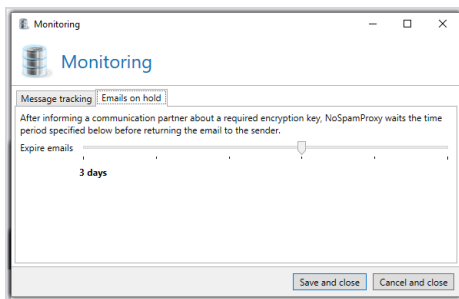 Monitoring
Monitoring
Message tracking
Emails on hold
After informing a communication partner about a required encryption key, NoSpamProxy waits the time
period specified below before returning the email to the sender.
Expire emails
3 days
Save and close
Cancel and close